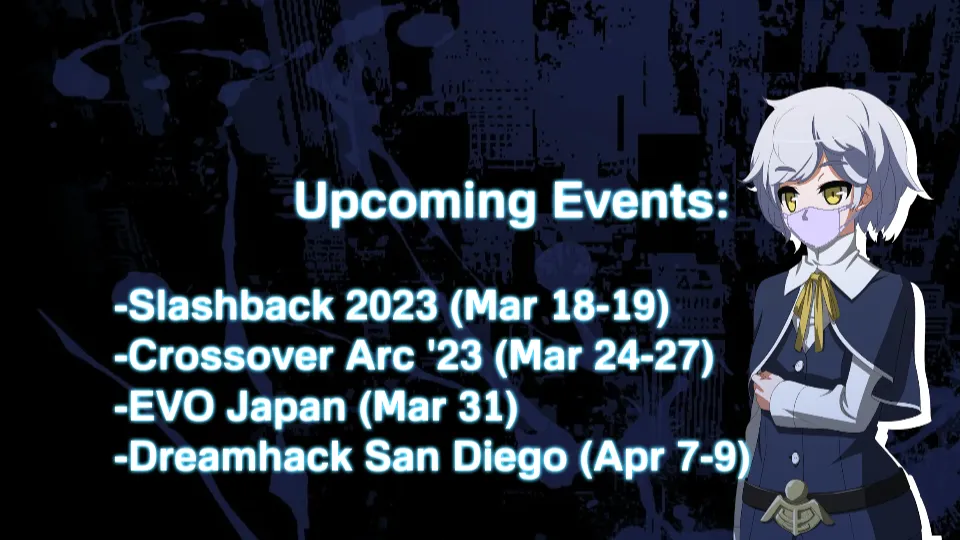 Upcoming Events:
-Slashback 2023 (Mar 18-19)
-Crossover Arc '23 (Mar 24-27)
-EVO Japan (Mar 31)
-Dreamhack San Diego (Apr 7-9)